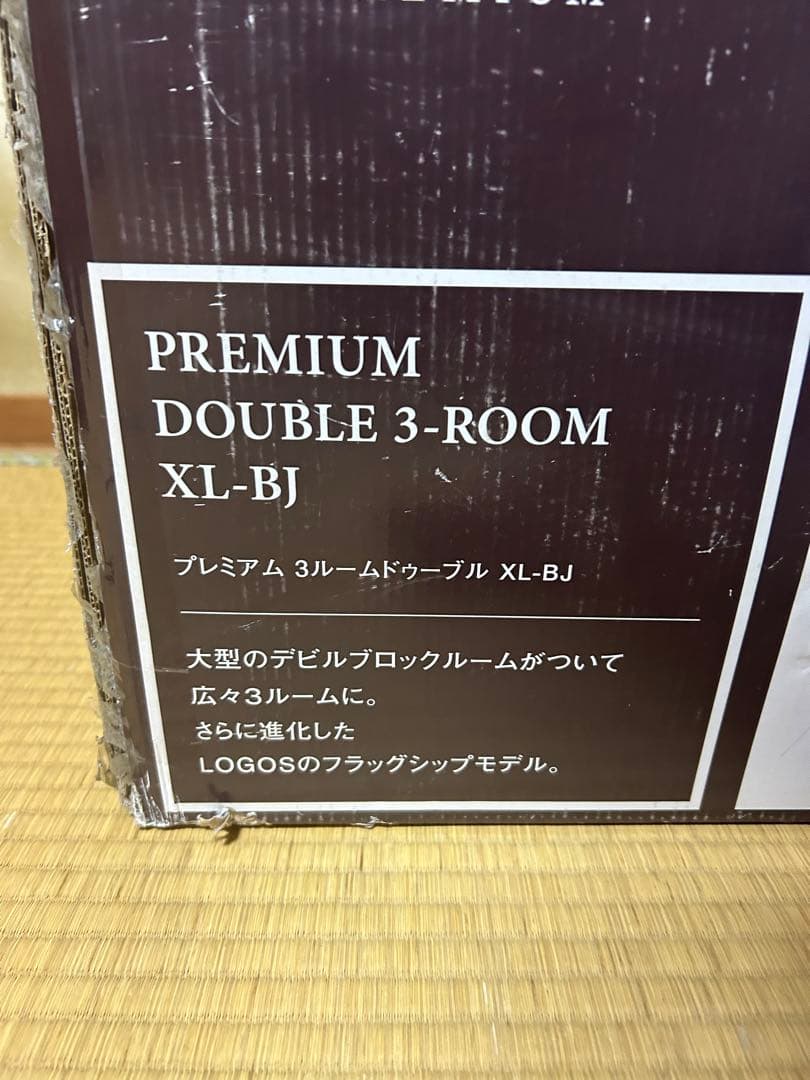 PREMIUM
DOUBLE 3-ROOM
XL-BJ
プレミアム 3ルームドゥーブル XL-BJ
大型のデビルブロックルームがついて
広々3ルームに。
さらに進化した
LOGOSのフラッグシップモデル。